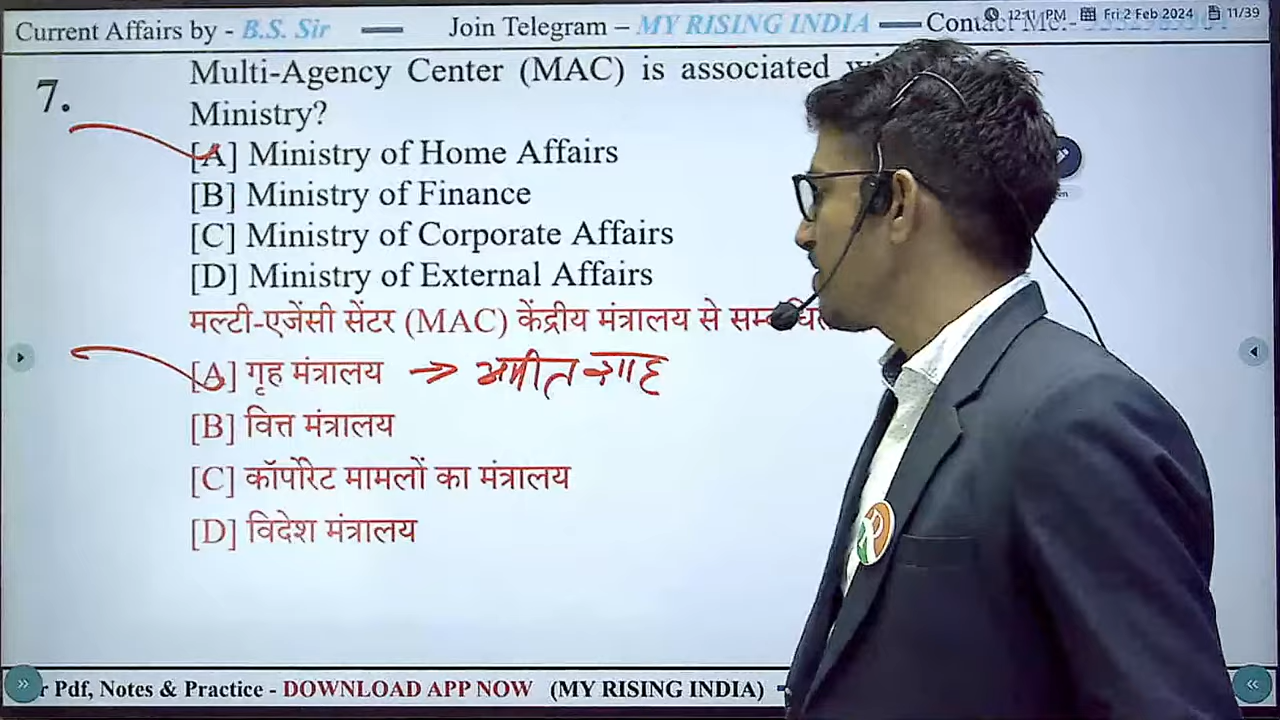 Current Affairs by - B.S. Sir Join Telegram – MY RISING INDIA Contact Me:-
12:11 PM Fri 2 Feb 2024 11/39
7. Multi-Agency Center (MAC) is associated
Ministry?
[A] Ministry of Home Affairs
[B] Ministry of Finance
[C] Ministry of Corporate Affairs
[D] Ministry of External Affairs
मल्टी-एजेंसी सेंटर (MAC) केंद्रीय मंत्रालय से
[A] गृह मंत्रालय → अमीत शाह
[B] वित्त मंत्रालय
[C] कॉर्पोरेट मामलों का मंत्रालय
[D] विदेश मंत्रालय
r Pdf, Notes & Practice - DOWNLOAD APP NOW (MY RISING INDIA)